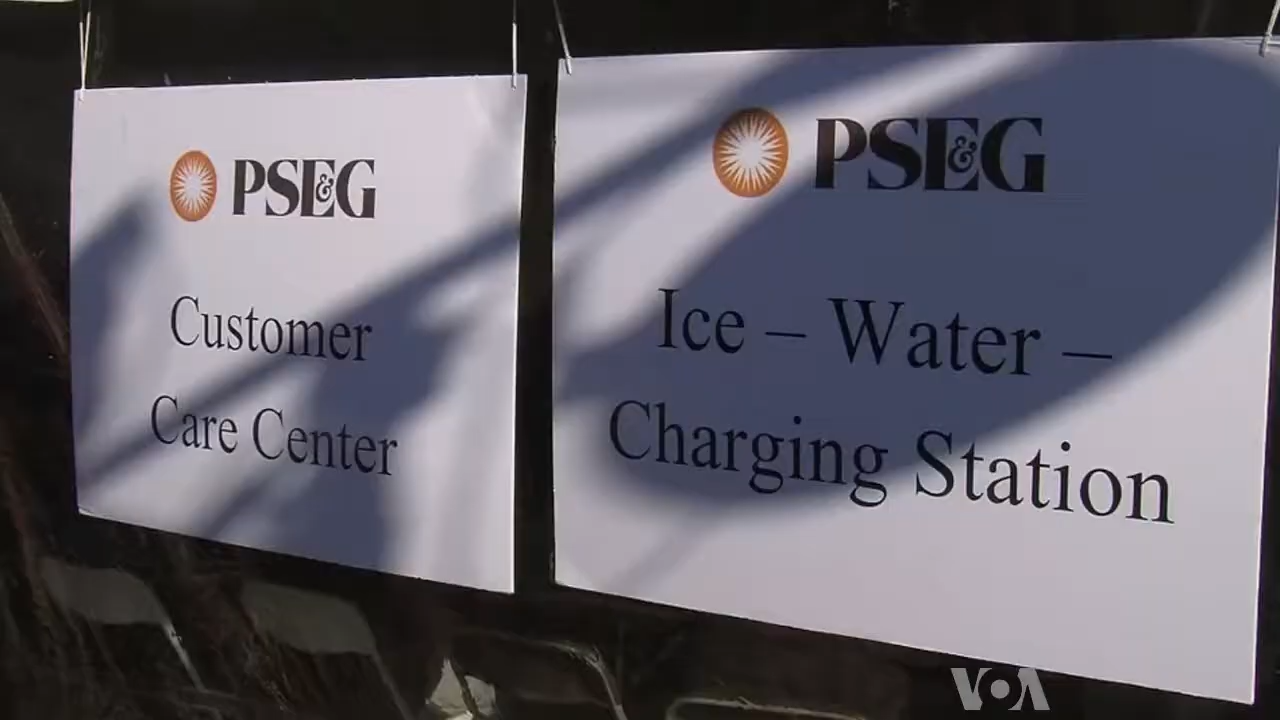 PSE&G
Customer
Care Center
PSE&G
Ice – Water –
Charging Station
VOA